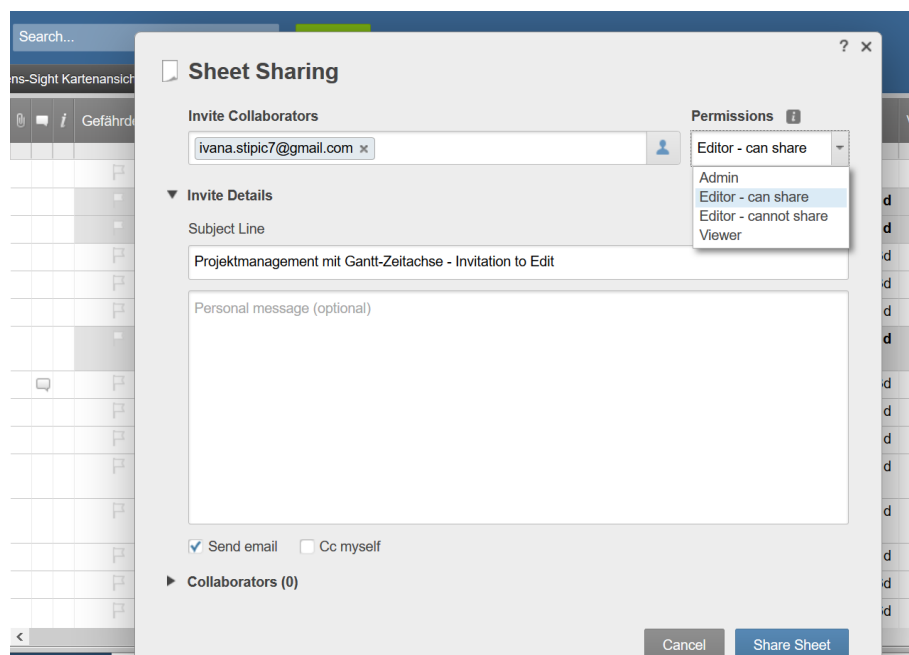 Search...
? ×
Sheet Sharing
ens-Sight Kartenansich
i Gefährde
Invite Collaborators
Permissions i
ivana.stipic7@gmail.com ×
Editor - can share
Admin
Editor - can share
Editor - cannot share
Viewer
Invite Details
Subject Line
Projektmanagement mit Gantt-Zeitachse - Invitation to Edit
Personal message (optional)
d
d
d
d
d
d
d
d
d
d
d
d
d
d
Send email
Cc myself
Collaborators (0)
Cancel
Share Sheet